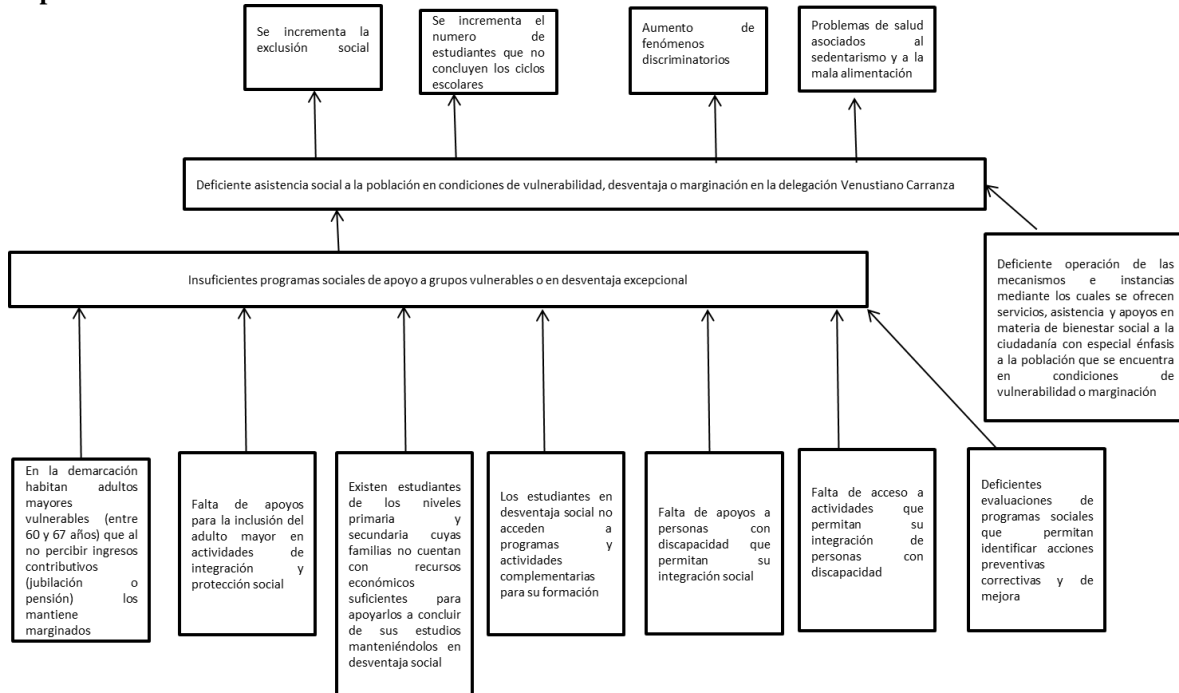 Se incrementa la
exclusión social
Se incrementa el
numero de
estudiantes que no
concluyen los ciclos
escolares
Aumento de
fenómenos
discriminatorios
Problemas de salud
asociados al
sedentarismo y a la
mala alimentación
Deficiente asistencia social a la población en condiciones de vulnerabilidad, desventaja o marginación en la delegación Venustiano Carranza
Insuficientes programas sociales de apoyo a grupos vulnerables o en desventaja excepcional
Deficiente operación de las
mecanismos e instancias
mediante los cuales se ofrecen
servicios, asistencia y apoyos en
materia de bienestar social a la
ciudadanía con especial énfasis
a la población que se encuentra
en condiciones de
vulnerabilidad o marginación
En la demarcación
habitan adultos
mayores
vulnerables (entre
60 y 67 años) que al
no percibir ingresos
contributivos
(jubilación o
pensión) los
mantiene
marginados
Falta de apoyos
para la inclusión del
adulto mayor en
actividades de
integración y
protección social
Existen estudiantes
de los niveles
primaria y
secundaria cuyas
familias no cuentan
con recursos
económicos
suficientes para
apoyarlos a concluir
de sus estudios
manteniéndolos en
desventaja social
Los estudiantes en
desventaja social no
acceden a
programas y
actividades
complementarias
para su formación
Falta de apoyos a
personas con
discapacidad que
permitan su
integración social
Falta de acceso a
actividades que
permitan su
integración de
personas con
discapacidad
Deficientes
evaluaciones de
programas sociales
que permitan
identificar acciones
preventivas
correctivas y de
mejora